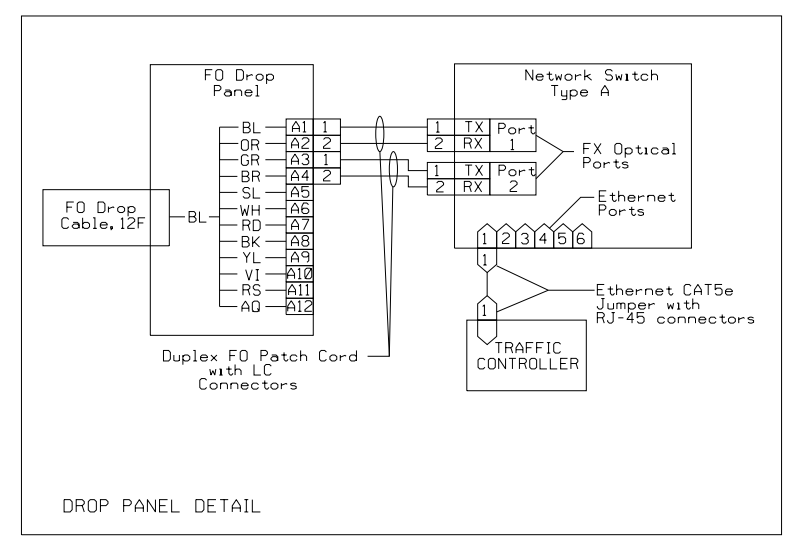 FO Drop
Panel
Network Switch
Type A
BL A1 1
OR A2 2
GR A3 1
BR A4 2
SL A5
WH A6
RD A7
BK A8
YL A9
VI A10
RS A11
AQ A12
1 TX Port
2 RX 1
1 TX Port
2 RX 2
FX Optical
Ports
FO Drop
Cable, 12F
BL
Ethernet
Ports
1 2 3 4 5 6
1
1
Ethernet CAT5e
Jumper with
RJ-45 connectors
TRAFFIC
CONTROLLER
Duplex FO Patch Cord
with LC
Connectors
DROP PANEL DETAIL